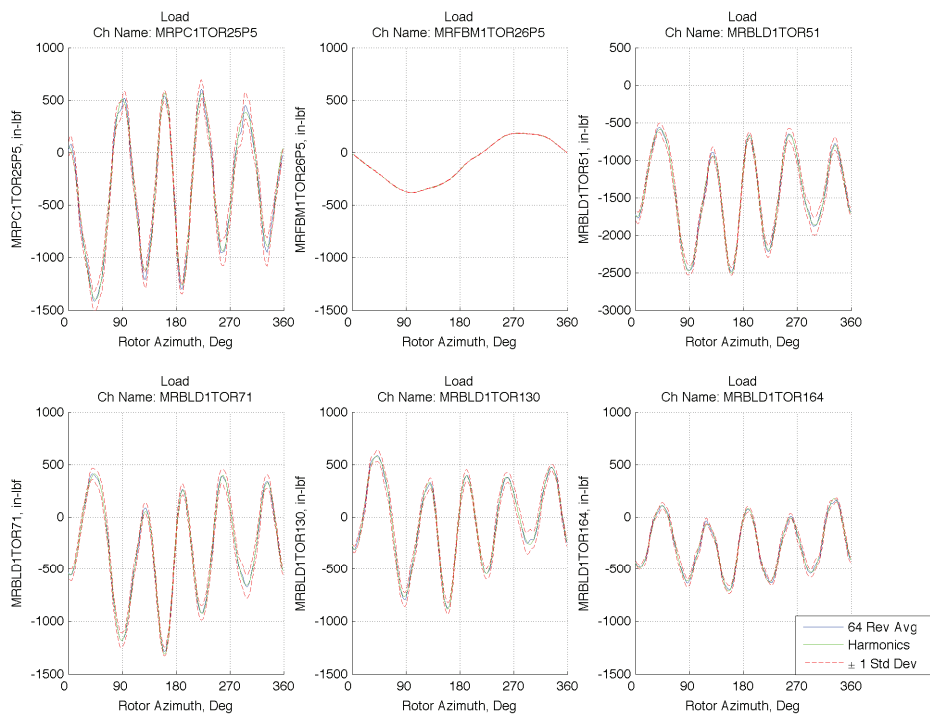 Load
Ch Name: MRPC1TOR25P5
MRPC1TOR25P5, in-lbf
1000
500
0
-500
-1000
-1500
0 90 180 270 360
Rotor Azimuth, Deg
Load
Ch Name: MRFBM1TOR26P5
MRFBM1TOR26P5, in-lbf
1000
500
0
-500
-1000
-1500
0 90 180 270 360
Rotor Azimuth, Deg
Load
Ch Name: MRBLD1TOR51
MRBLD1TOR51, in-lbf
500
0
-500
-1000
-1500
-2000
-2500
-3000
0 90 180 270 360
Rotor Azimuth, Deg
Load
Ch Name: MRBLD1TOR71
MRBLD1TOR71, in-lbf
1000
500
0
-500
-1000
-1500
0 90 180 270 360
Rotor Azimuth, Deg
Load
Ch Name: MRBLD1TOR130
MRBLD1TOR130, in-lbf
1000
500
0
-500
-1000
-1500
0 90 180 270 360
Rotor Azimuth, Deg
Load
Ch Name: MRBLD1TOR164
MRBLD1TOR164, in-lbf
1000
500
0
-500
-1000
-1500
0 90 180 270 360
Rotor Azimuth, Deg
64 Rev Avg
Harmonics
± 1 Std Dev